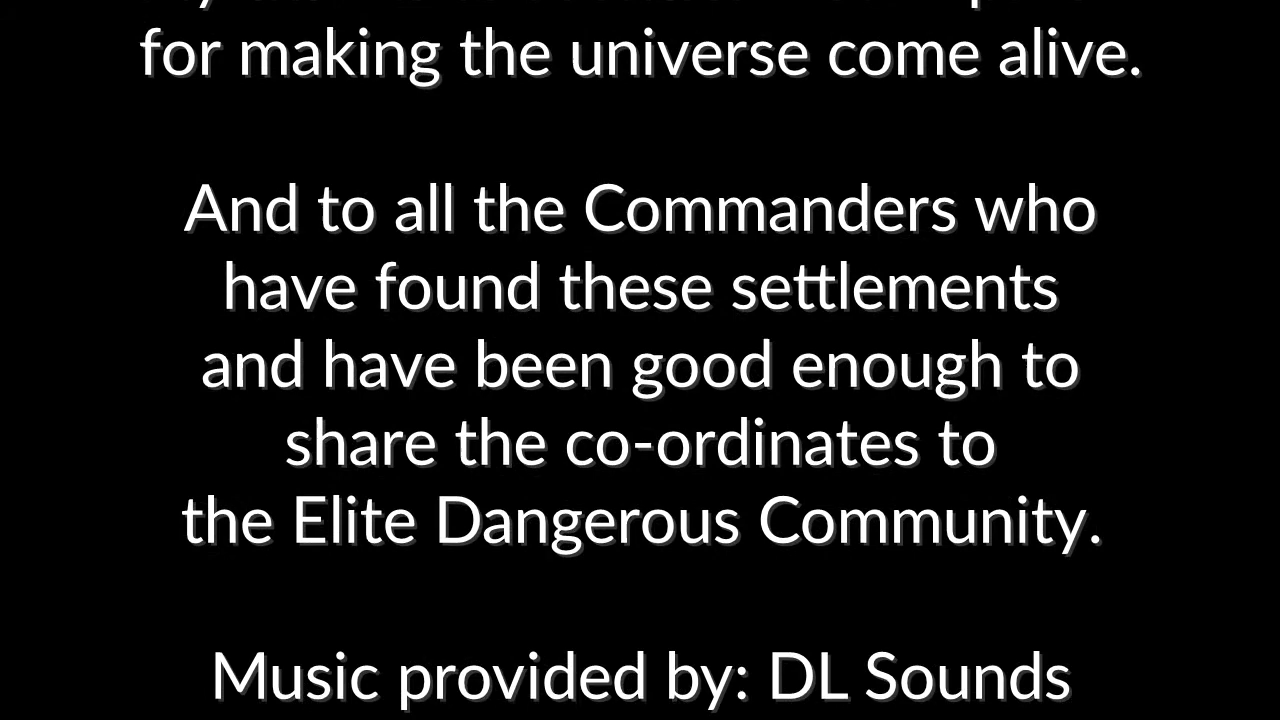 for making the universe come alive.
And to all the Commanders who
have found these settlements
and have been good enough to
share the co-ordinates to
the Elite Dangerous Community.
Music provided by: DL Sounds